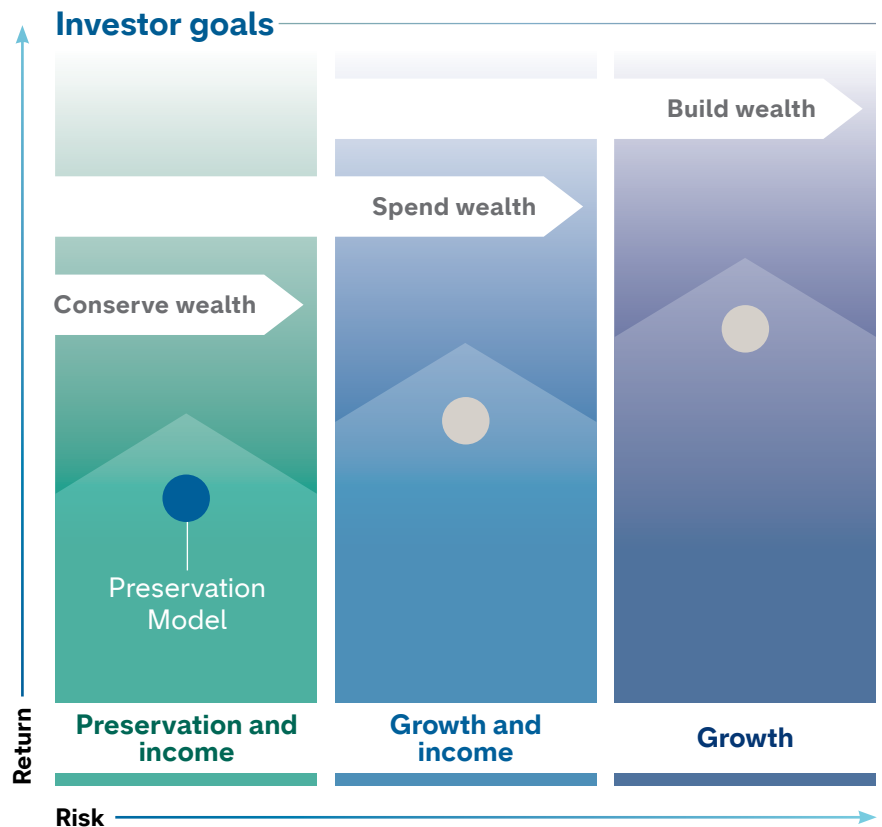 Investor goals
Build wealth
Spend wealth
Conserve wealth
Preservation
Model
Return
Preservation and
income
Growth and
income
Growth
Risk